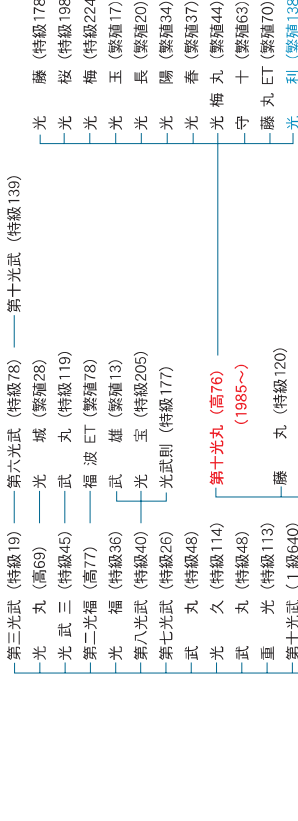 第三光武（特級19）
光丸（高69）
光武三（特級45）
第二光福（高77）
光福（特級36）
第八光武（特級40）
第七光武（特級26）
武丸（特級48）
光久（特級114）
武丸（特級48）
重光（特級113）
第十光武（1級640）
第六光武（特級78）
光城（繁殖28）
武丸（特級119）
福波ET（繁殖78）
武雄（繁殖13）
光宝（特級205）
光武則（特級177）
第十光丸（高76）
（1985〜）
藤丸（特級120）
第十光武（特級139）
光藤（特級178
光桜（特級198
光梅（特級224
光玉（繁殖17）
光長（繁殖20）
光陽（繁殖34）
光春（繁殖37）
光梅丸（繁殖44）
守十（繁殖63）
藤丸ET（繁殖70）
光利（繁殖138